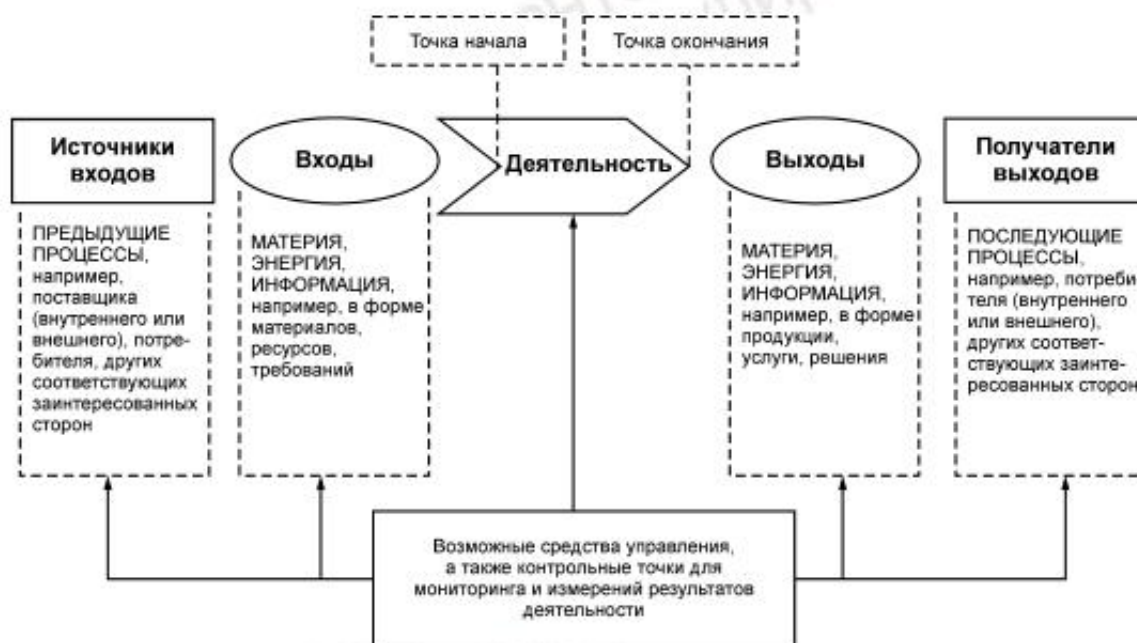 Точка начала
Точка окончания
Источники
входов
Входы
Деятельность
Выходы
Получатели
выходов
ПРЕДЫДУЩИЕ
ПРОЦЕССЫ,
например,
поставщика
(внутреннего или
внешнего), потре-
бителя, других
соответствующих
заинтересованных
сторон
МАТЕРИЯ,
ЭНЕРГИЯ,
ИНФОРМАЦИЯ,
например, в форме
материалов,
ресурсов,
требований
МАТЕРИЯ,
ЭНЕРГИЯ,
ИНФОРМАЦИЯ,
например, в форме
продукции,
услуги, решения
ПОСЛЕДУЮЩИЕ
ПРОЦЕССЫ,
например, потреби
теля (внутреннего
или внешнего),
других соответ-
ствующих заинте-
ресованных сторон
Возможные средства управления,
а также контрольные точки для
мониторинга и измерений результатов
деятельности